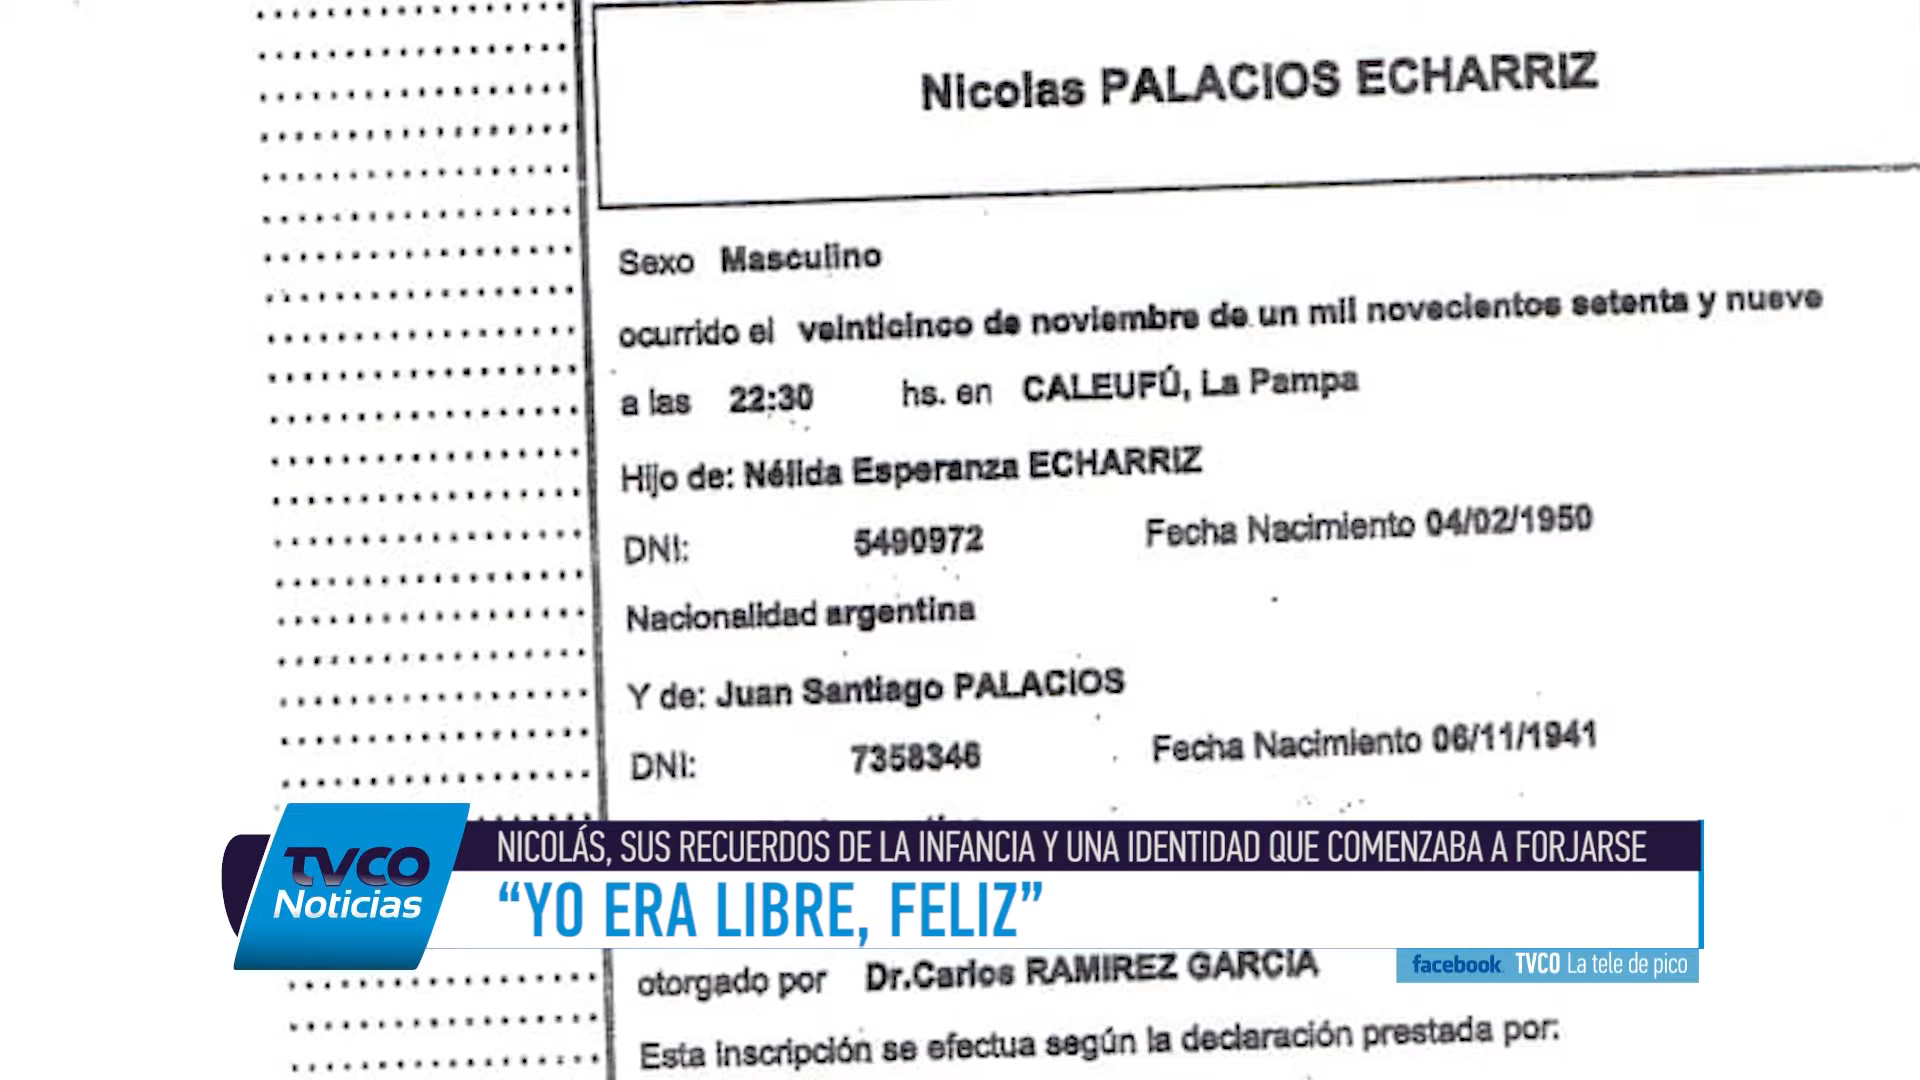 Nicolas PALACIOS ECHARRIZ
Sexo Masculino
ocurrido el veinticinco de noviembre de un mil novecientos setenta y nueve
a las 22:30 hs. en CALEUFÚ, La Pampa
Hijo de: Nélida Esperanza ECHARRIZ
DNI: 5490972 Fecha Nacimiento 04/02/1950
Nacionalidad argentina
Y de: Juan Santiago PALACIOS
DNI: 7358346 Fecha Nacimiento 06/11/1941
TVCO
Noticias
NICOLÁS, SUS RECUERDOS DE LA INFANCIA Y UNA IDENTIDAD QUE COMENZABA A FORJARSE
“YO ERA LIBRE, FELIZ”
facebook TVCO La tele de pico
otorgado por Dr.Carlos RAMIREZ GARCIA
Esta inscripción se efectua según la declaración prestada por: